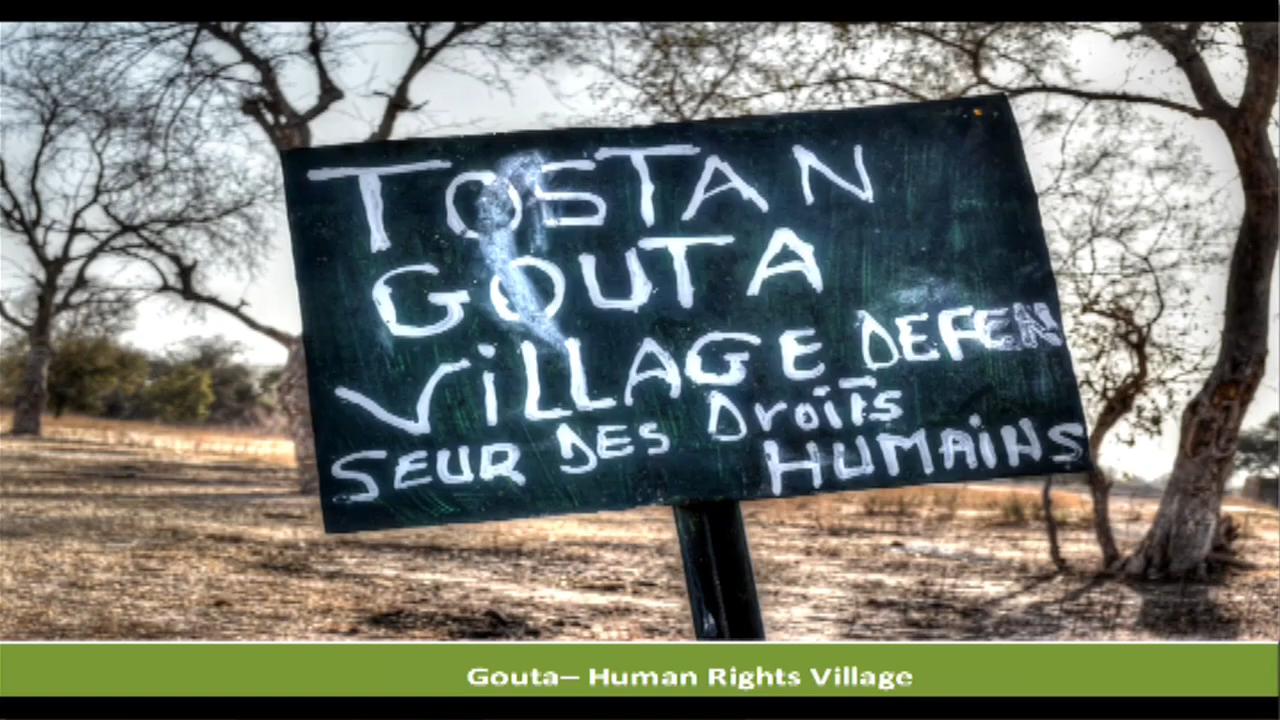 TOSTAN
GOUTA
ViLLAGE DEFEN
SEUR DES DroiTs
HUMAiNS
Gouta– Human Rights Village